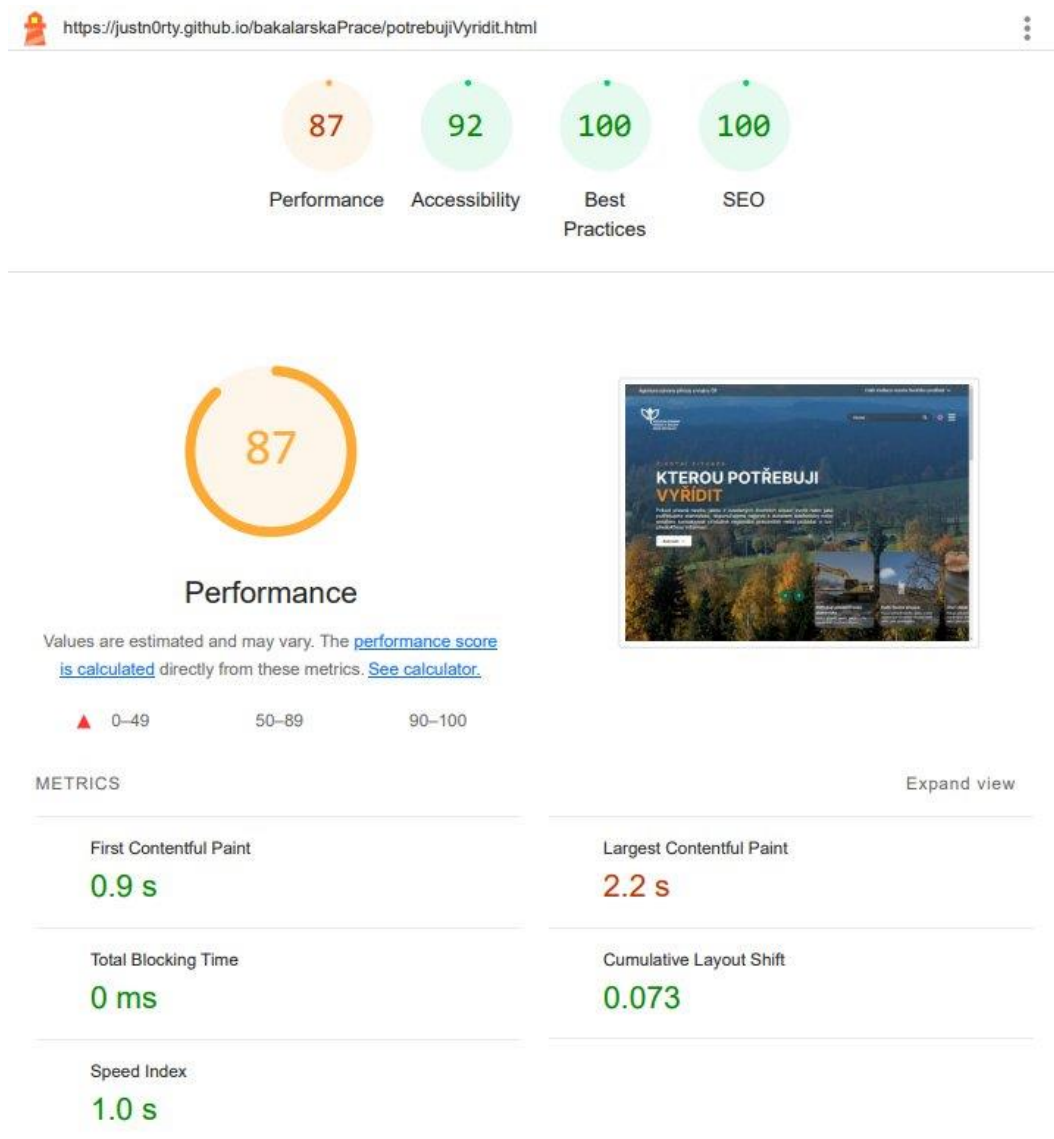 https://justn0rty.github.io/bakalarskaPrace/potrebujiVyridit.html
87
92
100
100
Performance
Accessibility
Best
Practices
SEO
87
Performance
Values are estimated and may vary. The performance score
is calculated directly from these metrics. See calculator.
0–49
50–89
90–100
KTEROU POTŘEBUJI
VYŘÍDIT
METRICS
Expand view
First Contentful Paint
0.9 s
Largest Contentful Paint
2.2 s
Total Blocking Time
0 ms
Cumulative Layout Shift
0.073
Speed Index
1.0 s